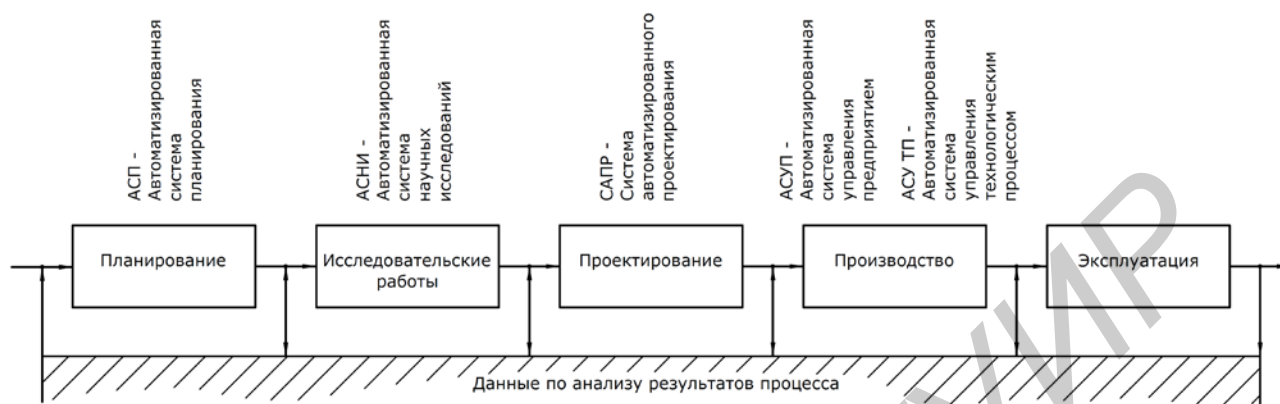 АСП -
Автоматизированная
система
планирования
АСНИ -
Автоматизированная
система
научных
исследований
САПР -
Система
автоматизированного
проектирования
АСУП -
Автоматизированная
система
управления
предприятием
АСУ ТП -
Автоматизированная
система
управления
технологическим
процессом
Планирование
Исследовательские
работы
Проектирование
Производство
Эксплуатация
Данные по анализу результатов процесса